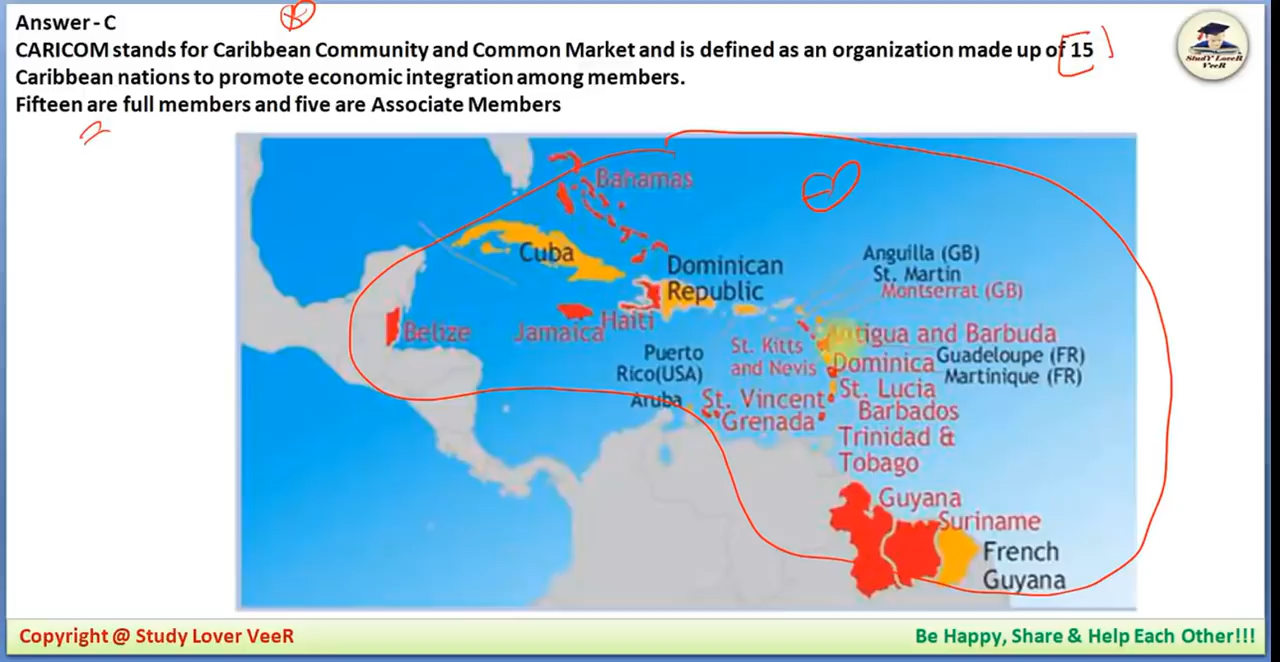 Answer - C
CARICOM stands for Caribbean Community and Common Market and is defined as an organization made up of 15
Caribbean nations to promote economic integration among members.
Fifteen are full members and five are Associate Members
StudY LoveR
VeeR
Bahamas
Cuba
Dominican
Republic
Anguilla (GB)
St. Martin
Montserrat (GB)
Belize
Jamaica
Haiti
Puerto
Rico(USA)
St. Kitts
and Nevis
Antigua and Barbuda
Dominica
Guadeloupe (FR)
Martinique (FR)
Aruba
St. Vincent
Grenada
St. Lucia
Barbados
Trinidad &
Tobago
Guyana
Suriname
French
Guyana
Copyright @ Study Lover VeeR
Be Happy, Share & Help Each Other!!!